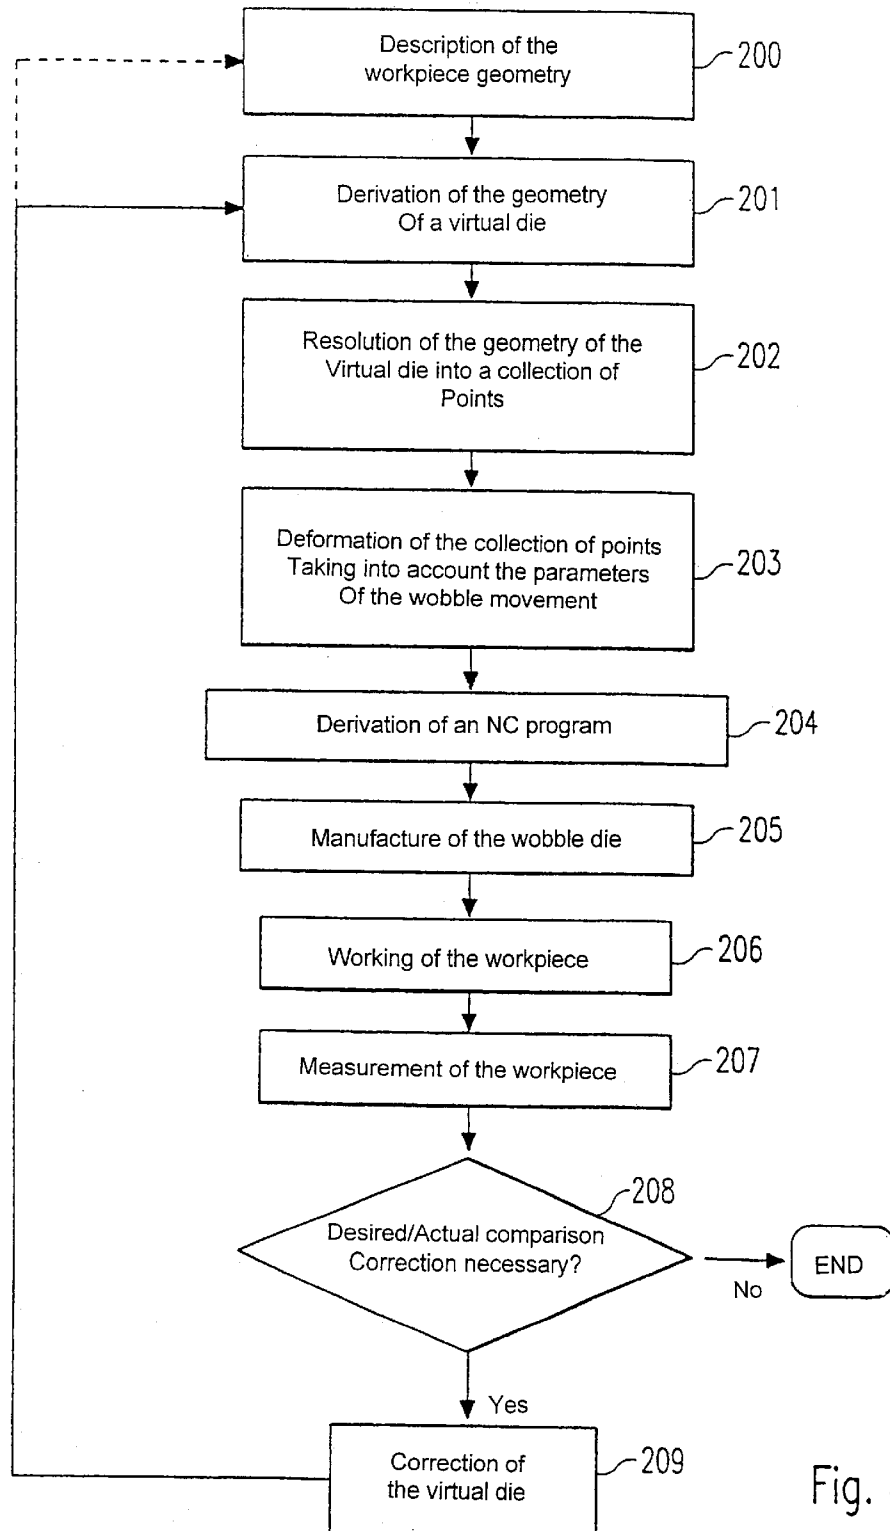 Description of the
workpiece geometry
200
Derivation of the geometry
Of a virtual die
201
Resolution of the geometry of the
Virtual die into a collection of
Points
202
Deformation of the collection of points
Taking into account the parameters
Of the wobble movement
203
Derivation of an NC program
204
Manufacture of the wobble die
205
Working of the workpiece
206
Measurement of the workpiece
207
Desired/Actual comparison
Correction necessary?
208
No
END
Yes
Correction of
the virtual die
209
Fig.